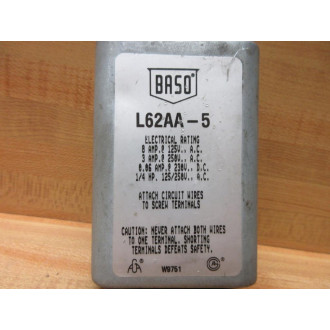 BASO®
L62AA-5
ELECTRICAL RATING
8 AMP.@ 125V., A.C.
3 AMP.@ 250V., A.C.
0.06 AMP.@ 230V., D.C.
1/4 HP. 125/250V., A.C.
ATTACH CIRCUIT WIRES
TO SCREW TERMINALS
CAUTION: NEVER ATTACH BOTH WIRES
TO ONE TERMINAL. SHORTING
TERMINALS DEFEATS SAFETY.
W9751